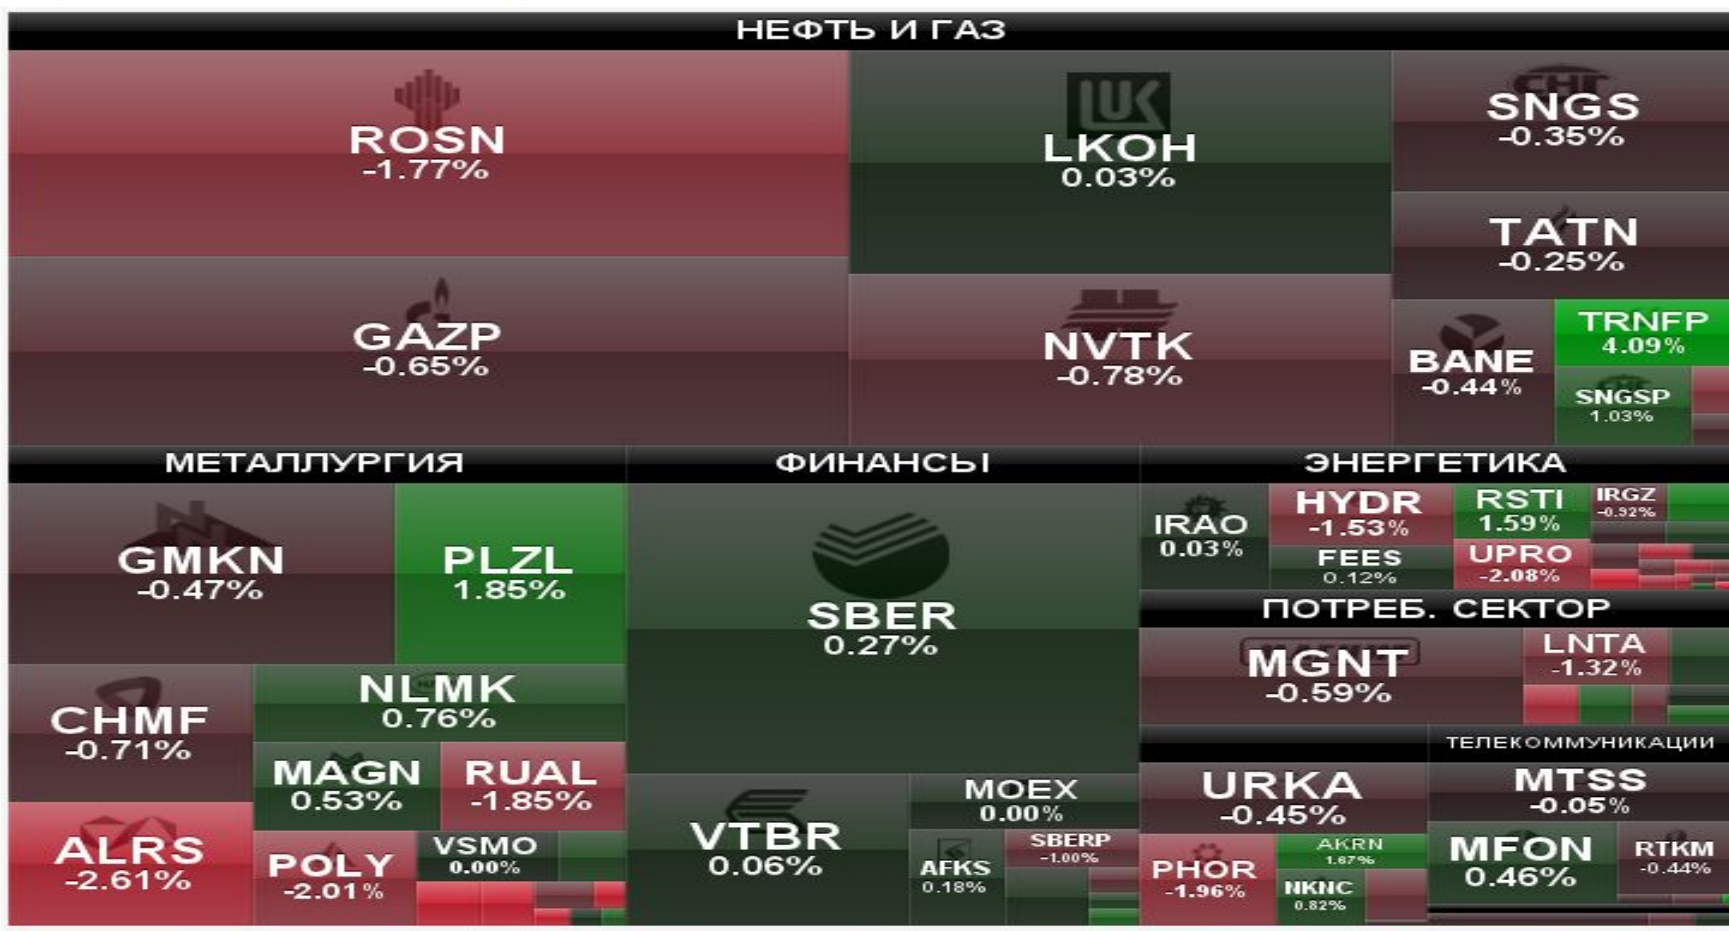 НЕФТЬ И ГАЗ
ROSN
-1.77%
LKOH
0.03%
SNGS
-0.35%
TATN
-0.25%
GAZP
-0.65%
NVTK
-0.78%
BANE
-0.44%
TRNFP
4.09%
SNGSP
1.03%
МЕТАЛЛУРГИЯ
GMKN
-0.47%
PLZL
1.85%
CHMF
-0.71%
NLMK
0.76%
MAGN
0.53%
RUAL
-1.85%
ALRS
-2.61%
POLY
-2.01%
VSMO
0.00%
ФИНАНСЫ
SBER
0.27%
VTBR
0.06%
MOEX
0.00%
AFKS
0.18%
SBERP
-1.00%
ЭНЕРГЕТИКА
IRAO
0.03%
HYDR
-1.53%
RSTI
1.59%
IRGZ
-0.92%
FEES
0.12%
UPRO
-2.08%
ПОТРЕБ. СЕКТОР
MGNT
-0.59%
LNTA
-1.32%
URKA
-0.45%
PHOR
-1.96%
AKRN
1.67%
NKNC
0.82%
ТЕЛЕКОММУНИКАЦИИ
MTSS
-0.05%
MFON
0.46%
RTKM
-0.44%